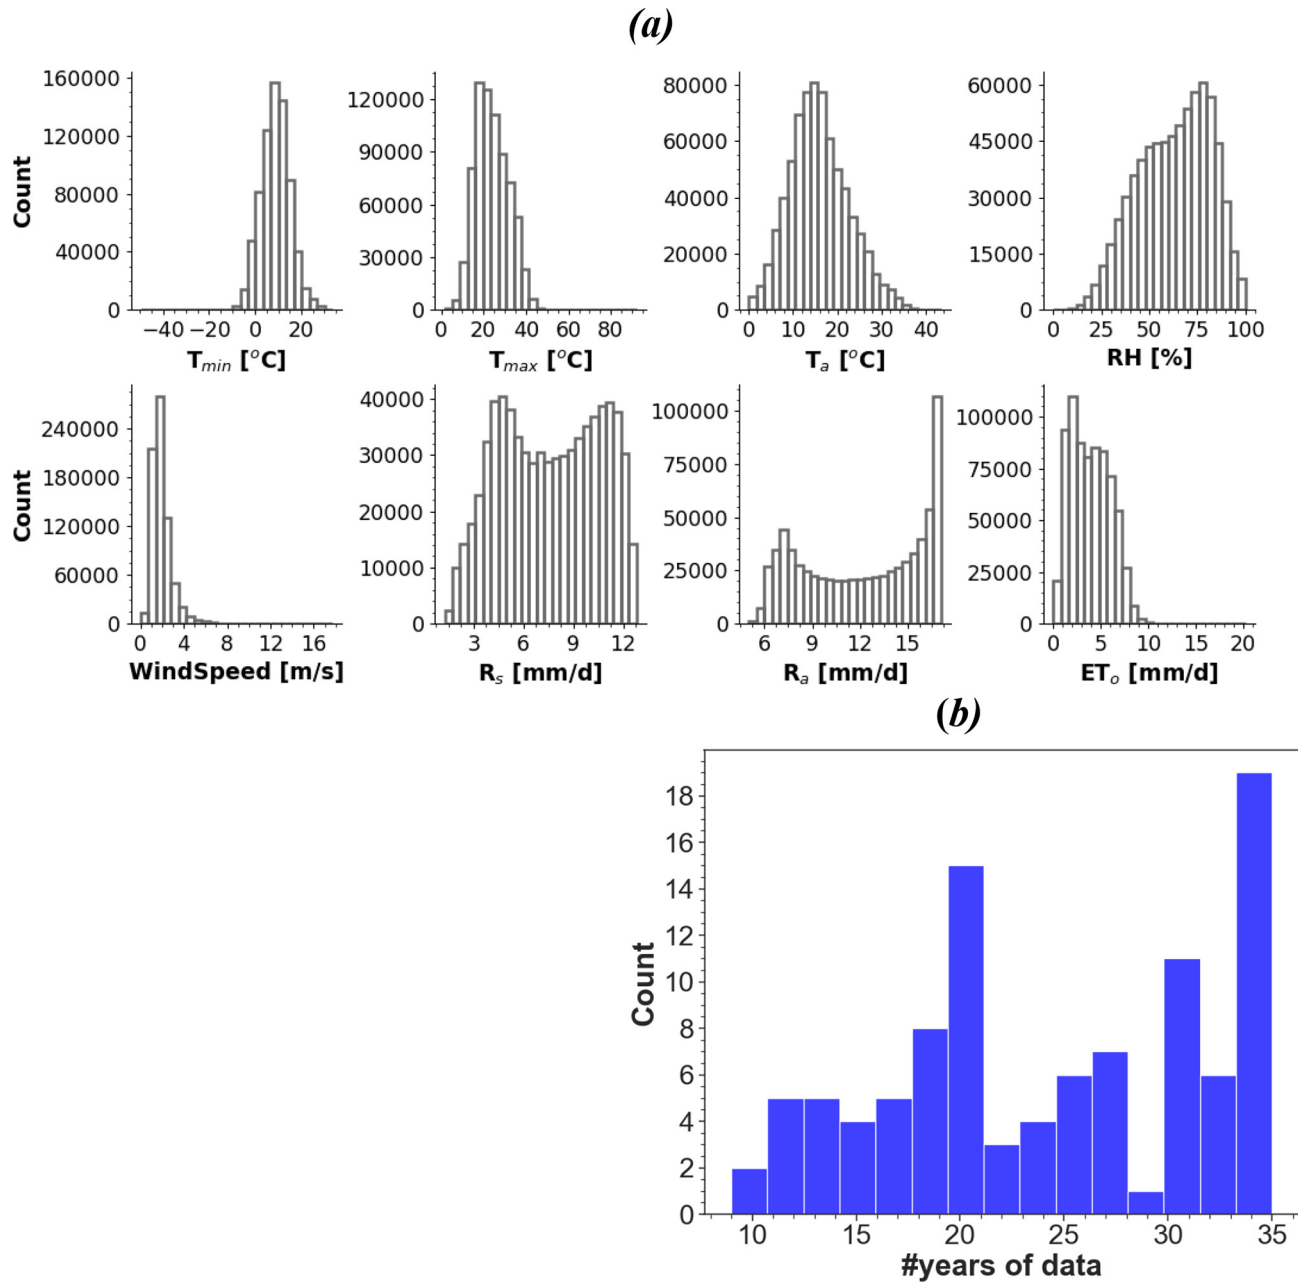 (a)
160000
120000
80000
40000
0
Count
−40 −20 0 20
T_min [°C]
120000
90000
60000
30000
0
0 20 40 60 80
T_max [°C]
80000
60000
40000
20000
0
0 10 20 30 40
T_a [°C]
60000
45000
30000
15000
0
0 25 50 75 100
RH [%]
240000
180000
120000
60000
0
Count
0 4 8 12 16
WindSpeed [m/s]
40000
30000
20000
10000
0
3 6 9 12
R_s [mm/d]
100000
75000
50000
25000
0
6 9 12 15
R_a [mm/d]
100000
75000
50000
25000
0
0 5 10 15 20
ET_o [mm/d]
(b)
18
16
14
12
10
8
6
4
2
0
Count
10 15 20 25 30 35
#years of data